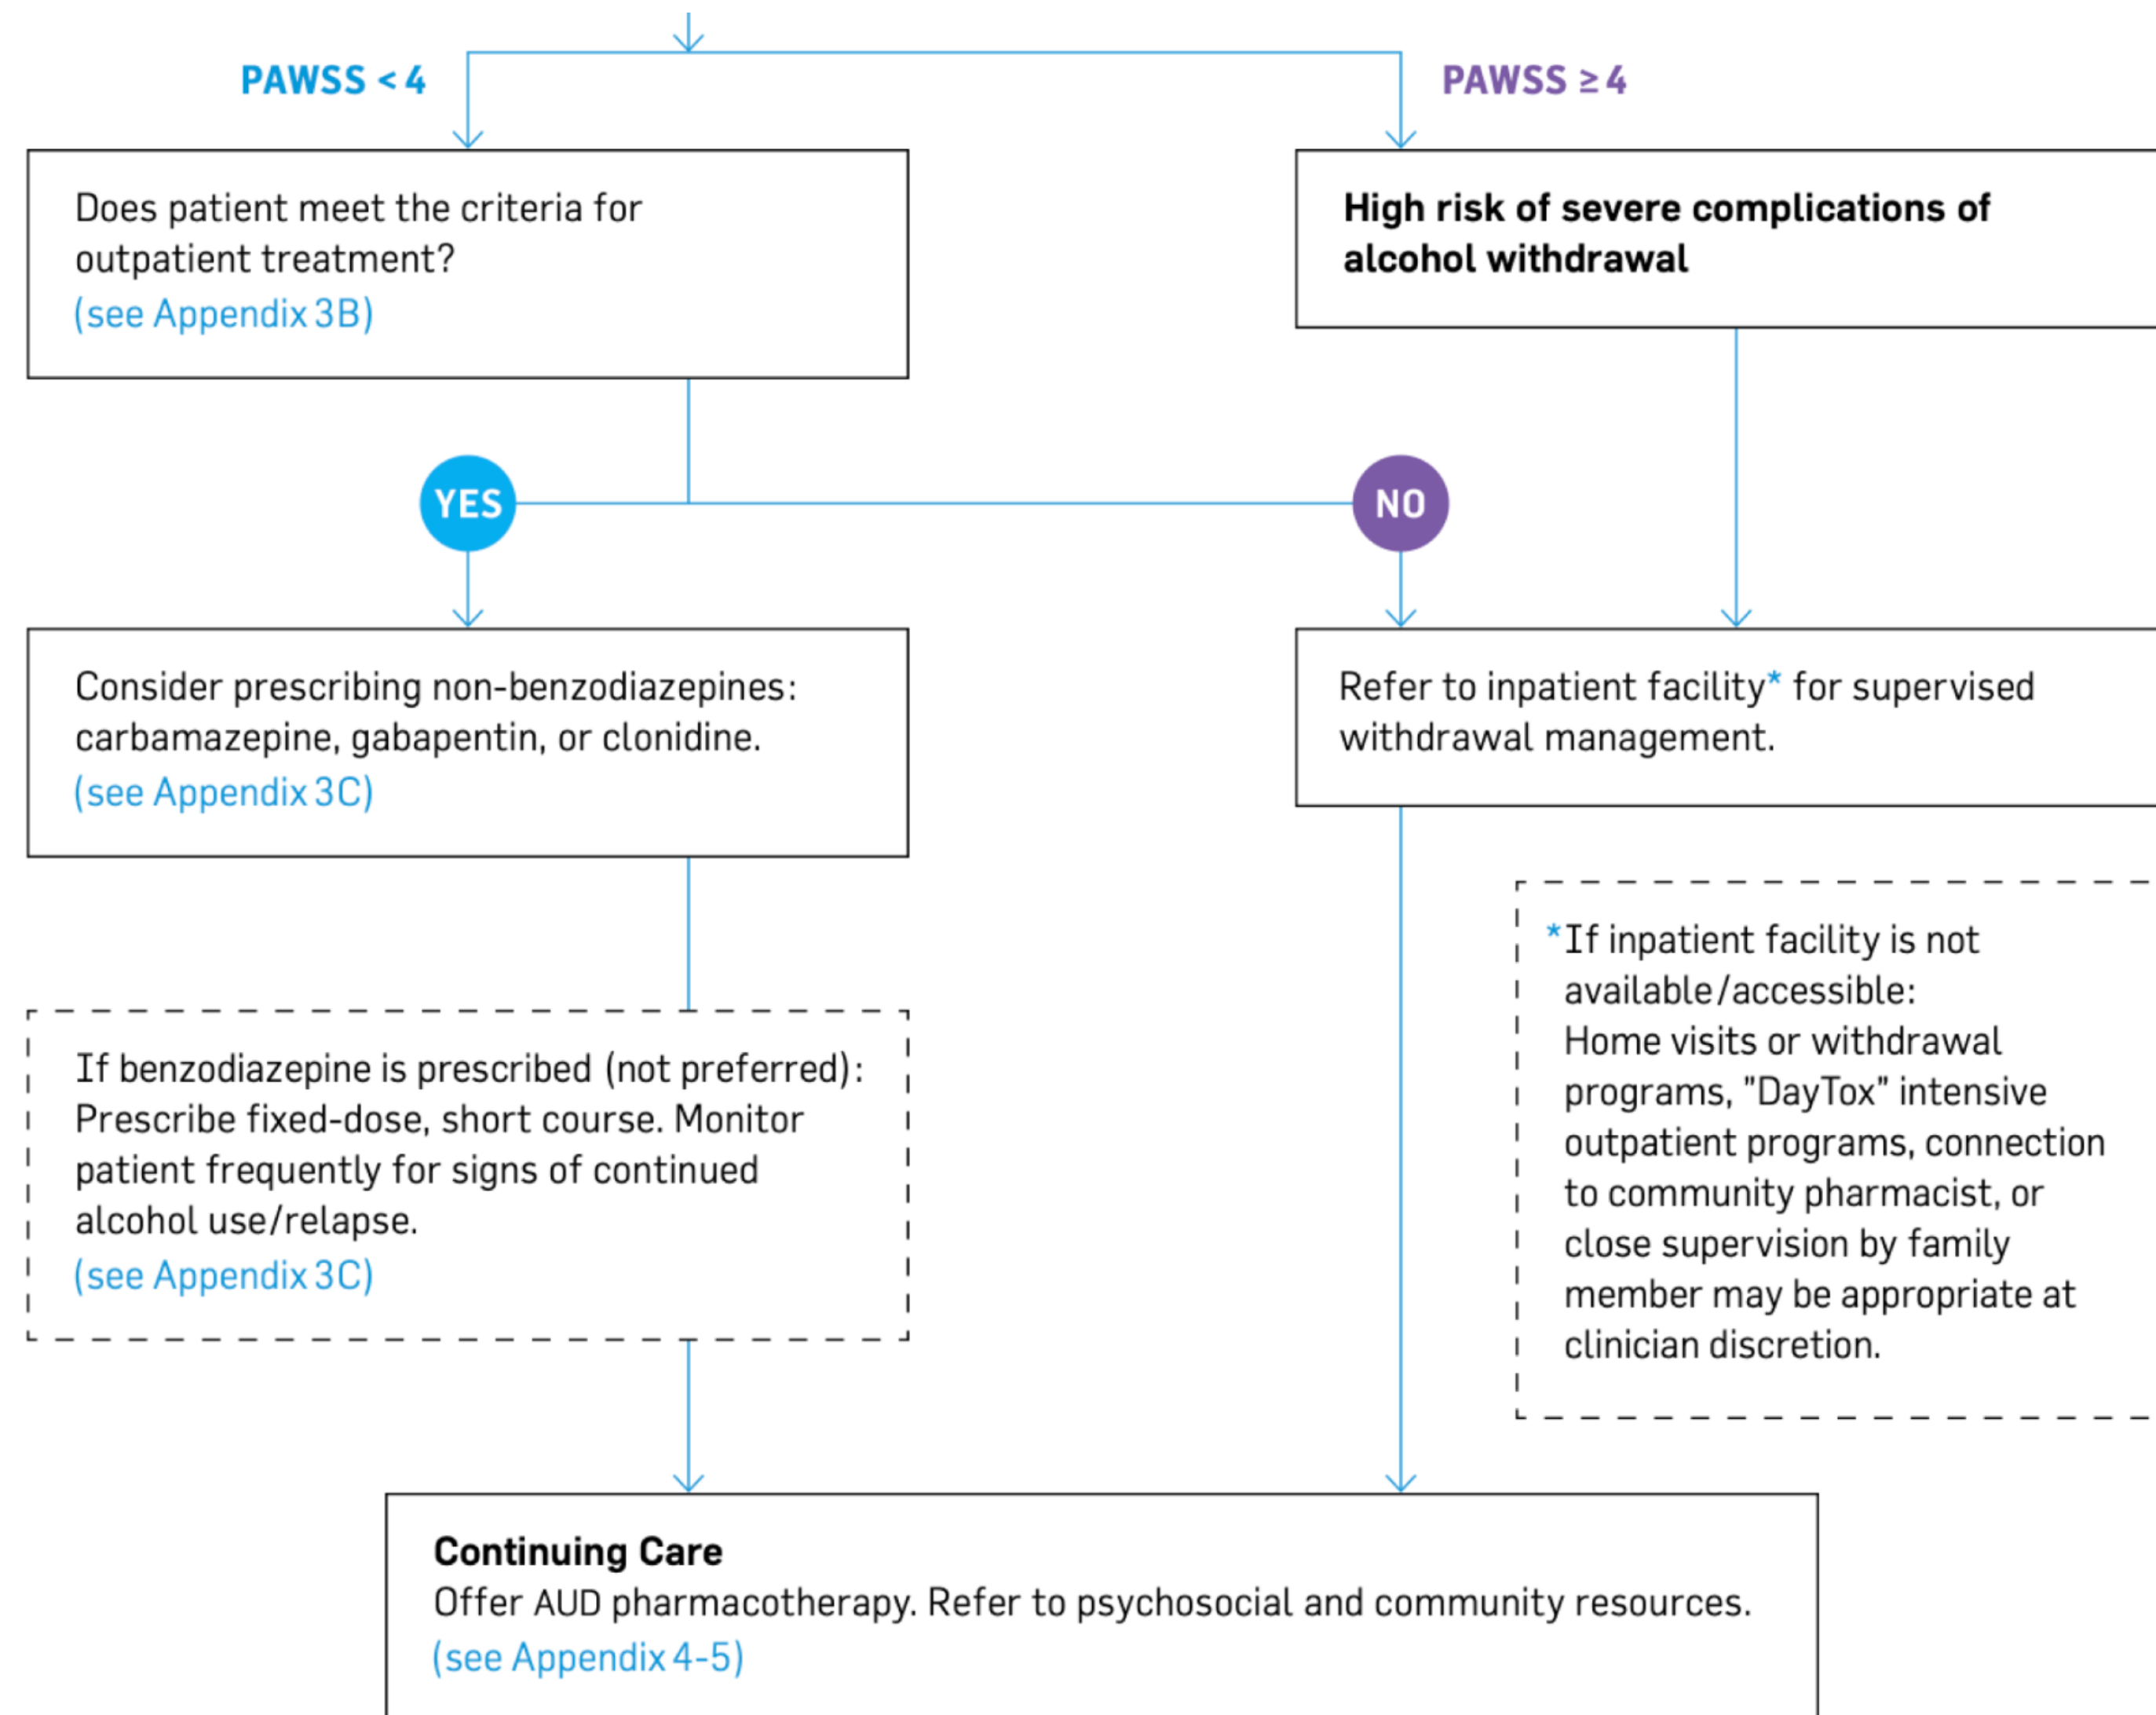 PAWSS < 4
PAWSS ≥ 4
Does patient meet the criteria for
outpatient treatment?
(see Appendix 3B)
High risk of severe complications of
alcohol withdrawal
YES
NO
Consider prescribing non-benzodiazepines:
carbamazepine, gabapentin, or clonidine.
(see Appendix 3C)
Refer to inpatient facility* for supervised
withdrawal management.
If benzodiazepine is prescribed (not preferred):
Prescribe fixed-dose, short course. Monitor
patient frequently for signs of continued
alcohol use/relapse.
(see Appendix 3C)
*If inpatient facility is not
available/accessible:
Home visits or withdrawal
programs, ”DayTox” intensive
outpatient programs, connection
to community pharmacist, or
close supervision by family
member may be appropriate at
clinician discretion.
Continuing Care
Offer AUD pharmacotherapy. Refer to psychosocial and community resources.
(see Appendix 4-5)